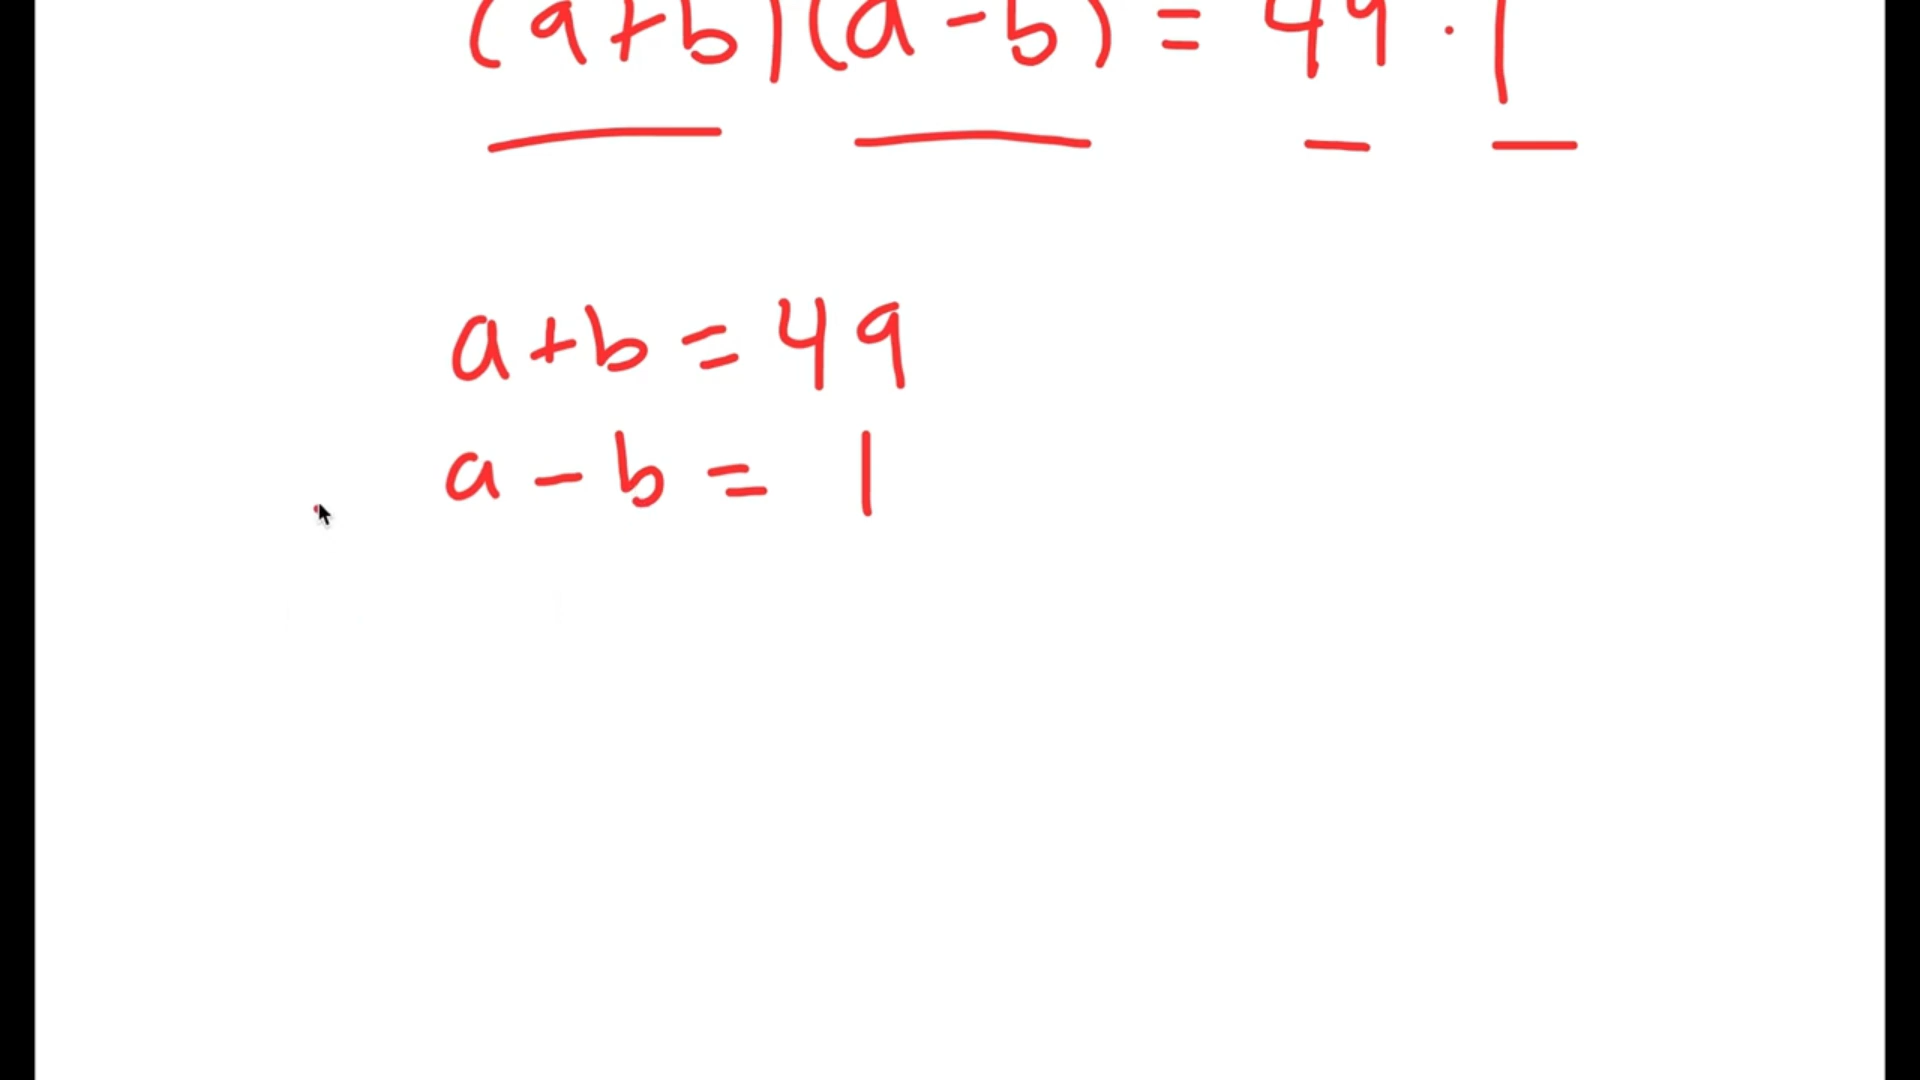 (a+b)(a-b) = 49 · 1
a+b = 49
a-b = 1